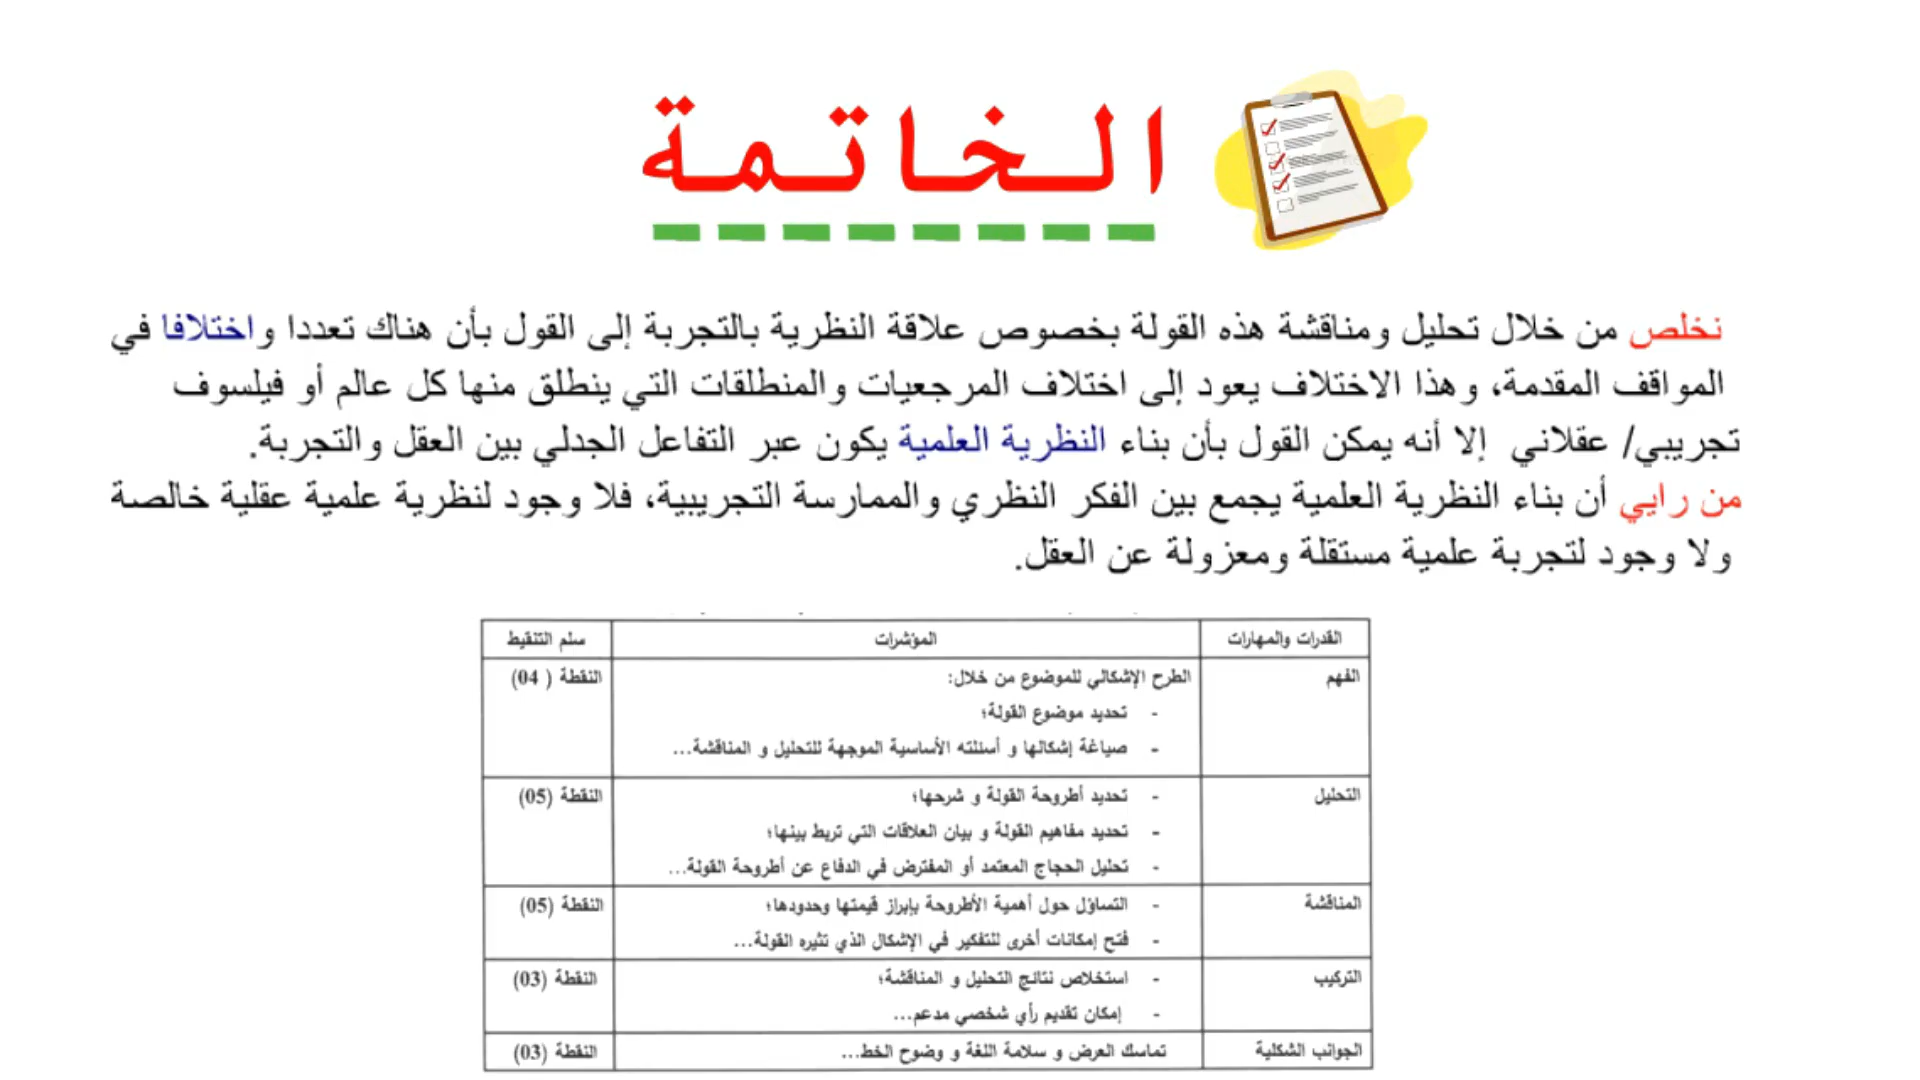 الخاتمة
نخلص من خلال تحليل ومناقشة هذه القولة بخصوص علاقة النظرية بالتجربة إلى القول بأن هناك تعددا واختلافا في
المواقف المقدمة، وهذا الاختلاف يعود إلى اختلاف المرجعيات والمنطلقات التي ينطلق منها كل عالم أو فيلسوف
تجريبي/ عقلاني إلا أنه يمكن القول بأن بناء النظرية العلمية يكون عبر التفاعل الجدلي بين العقل والتجربة.
من رايي أن بناء النظرية العلمية يجمع بين الفكر النظري والممارسة التجريبية، فلا وجود لنظرية علمية عقلية خالصة
ولا وجود لتجربة علمية مستقلة ومعزولة عن العقل.
القدرات والمهارات المؤشرات سلم التنقيط
الفهم الطرح الإشكالي للموضوع من خلال: النقطة ( 04)
- تحديد موضوع القولة؛
- صياغة إشكالها و أسئلته الأساسية الموجهة للتحليل و المناقشة...
التحليل - تحديد أطروحة القولة و شرحها؛ النقطة (05)
- تحديد مفاهيم القولة و بيان العلاقات التي تربط بينها؛
- تحليل الحجاج المعتمد أو المفترض في الدفاع عن أطروحة القولة...
المناقشة - التساؤل حول أهمية الأطروحة بإبراز قيمتها وحدودها؛ النقطة (05)
- فتح إمكانات أخرى للتفكير في الإشكال الذي تثيره القولة...
التركيب - استخلاص نتائج التحليل و المناقشة؛ النقطة (03)
- إمكان تقديم رأي شخصي مدعم...
الجوانب الشكلية تماسك العرض و سلامة اللغة و وضوح الخط... النقطة (03)